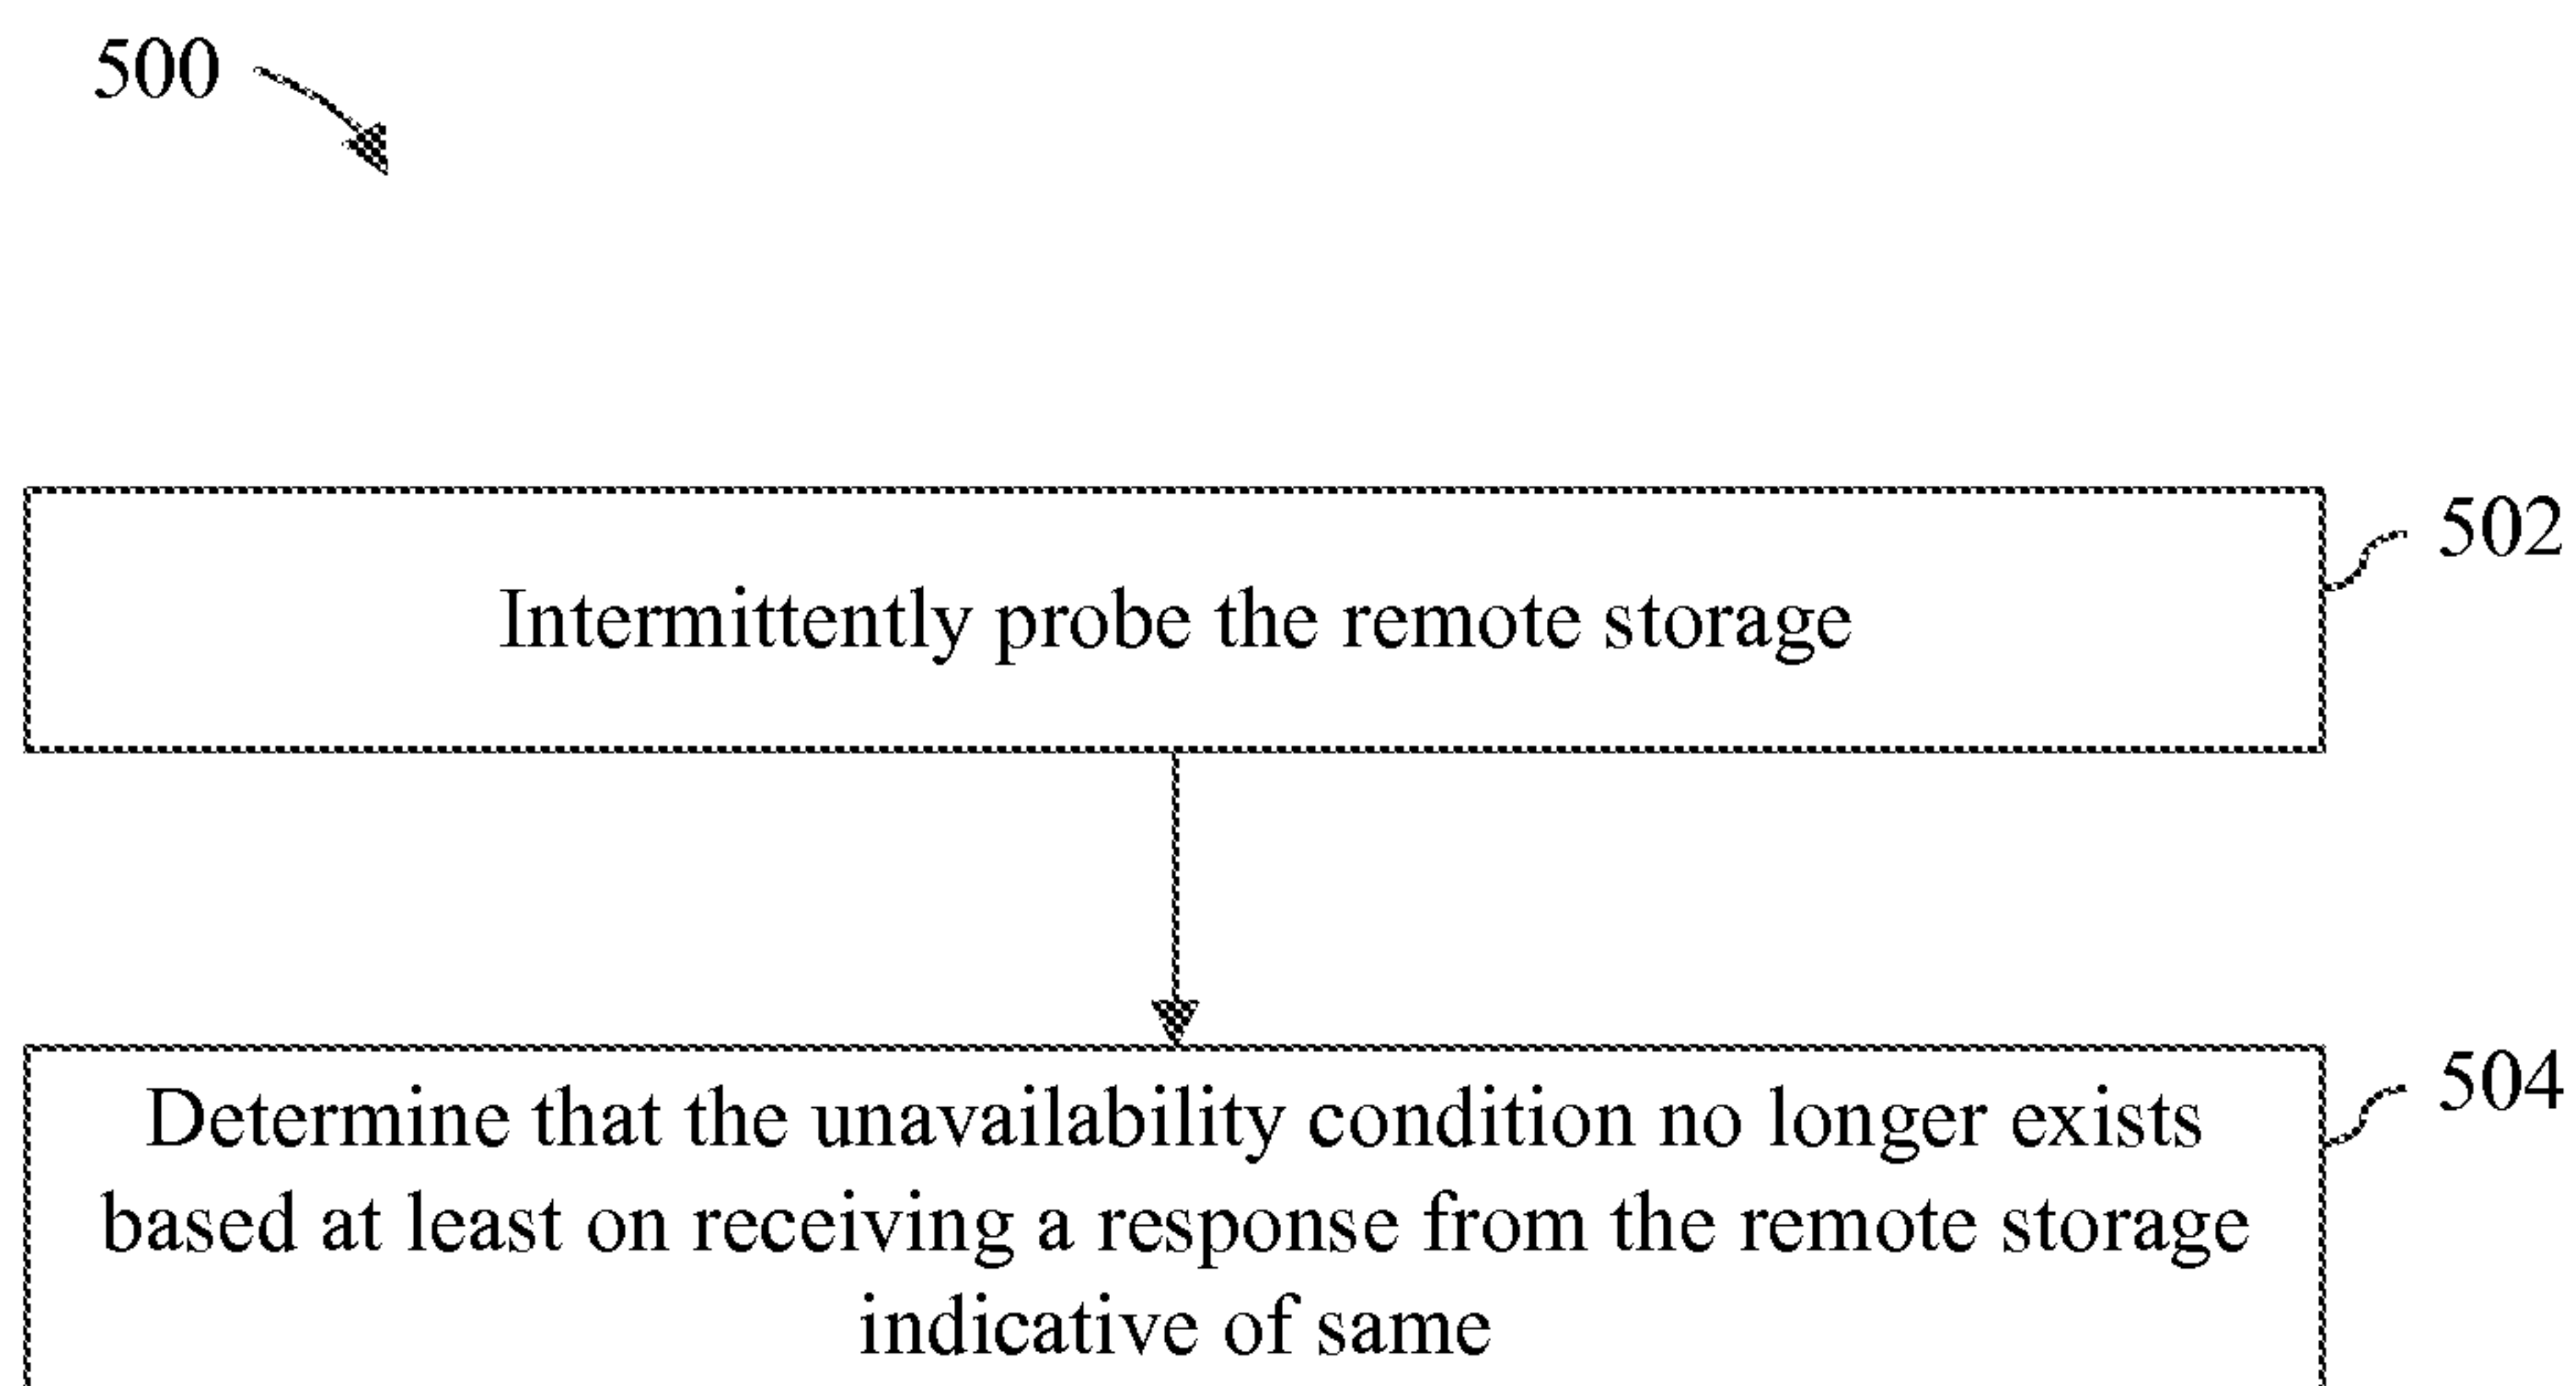 500
502
Intermittently probe the remote storage
504
Determine that the unavailability condition no longer exists
based at least on receiving a response from the remote storage
indicative of same